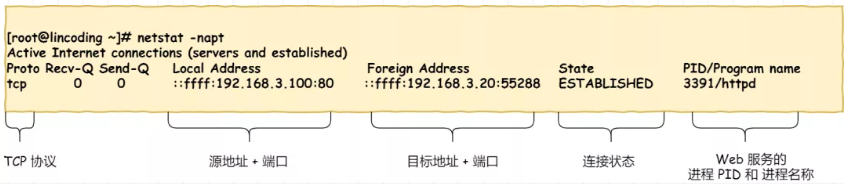 [root@lincoding ~]# netstat -napt
Active Internet connections (servers and established)
Proto Recv-Q Send-Q Local Address Foreign Address State PID/Program name
tcp 0 0 ::ffff:192.168.3.100:80 ::ffff:192.168.3.20:55288 ESTABLISHED 3391/httpd
TCP 协议 源地址 + 端口 目标地址 + 端口 连接状态 Web 服务的
进程 PID 和 进程名称